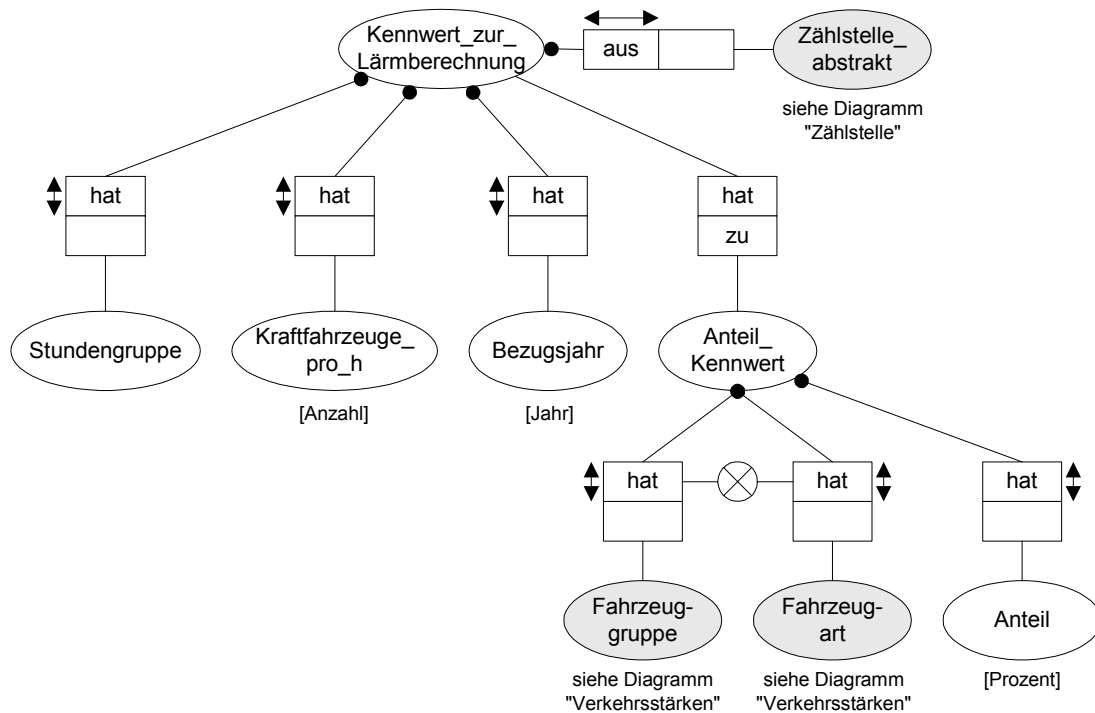 Kennwert_zur_
Lärmberechnung
aus
Zählstelle_
abstrakt
siehe Diagramm
"Zählstelle"
hat
hat
hat
hat
zu
Stundengruppe
Kraftfahrzeuge_
pro_h
[Anzahl]
Bezugsjahr
[Jahr]
Anteil_
Kennwert
hat
hat
hat
Fahrzeug-
gruppe
siehe Diagramm
"Verkehrsstärken"
Fahrzeug-
art
siehe Diagramm
"Verkehrsstärken"
Anteil
[Prozent]